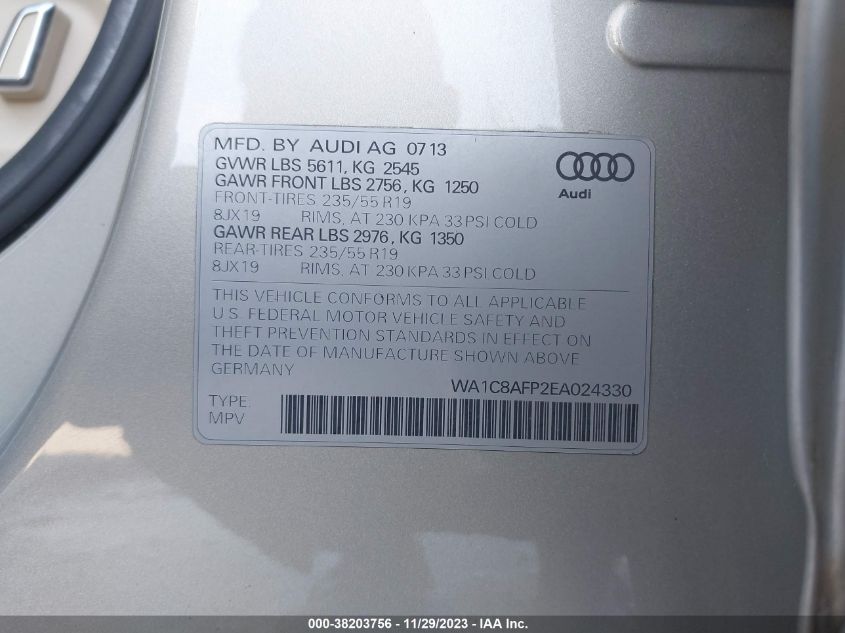 MFD. BY AUDI AG 07 13
GVWR LBS 5611, KG 2545
GAWR FRONT LBS 2756, KG 1250
FRONT-TIRES 235/55 R19
8JX19 RIMS, AT 230 KPA 33 PSI COLD
GAWR REAR LBS 2976, KG 1350
REAR-TIRES 235/55 R19
8JX19 RIMS, AT 230 KPA 33 PSI COLD
Audi
THIS VEHICLE CONFORMS TO ALL APPLICABLE
U.S. FEDERAL MOTOR VEHICLE SAFETY AND
THEFT PREVENTION STANDARDS IN EFFECT ON
THE DATE OF MANUFACTURE SHOWN ABOVE
GERMANY
WA1C8AFP2EA024330
TYPE:
MPV
000-38203756 - 11/29/2023 - IAA Inc.